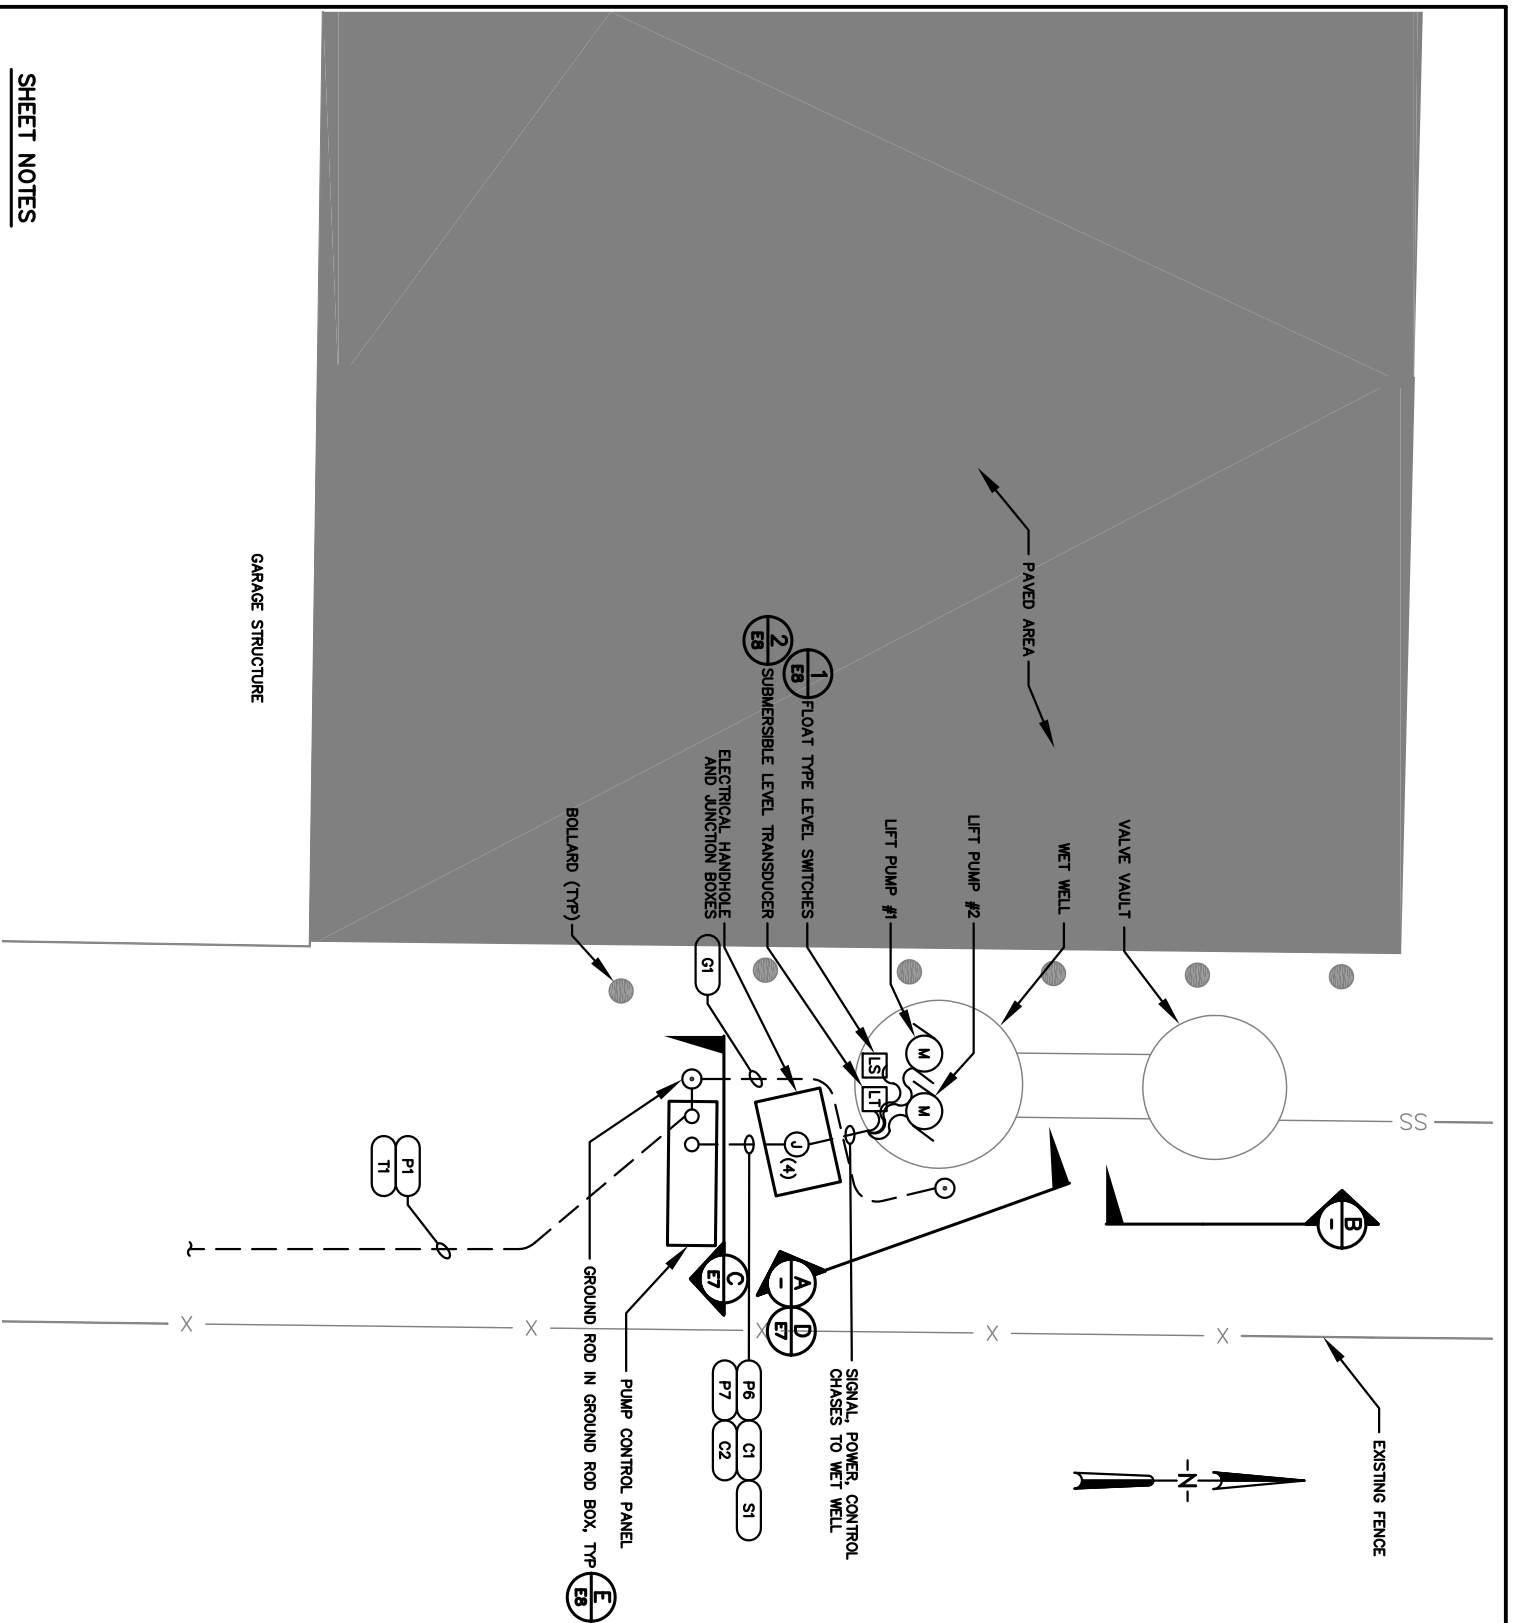 EXISTING FENCE
-N-
SS
B
-
VALVE VAULT
WET WELL
PAVED AREA
LIFT PUMP #2
LIFT PUMP #1
M
M
LS
LT
1
E8
FLOAT TYPE LEVEL SWITCHES
2
E8
SUBMERSIBLE LEVEL TRANSDUCER
ELECTRICAL HANDHOLE
AND JUNCTION BOXES
G1
J
(4)
SIGNAL, POWER, CONTROL
CHASES TO WET WELL
A
-
D
E7
C
E7
P6 C1 S1
P7 C2
BOLLARD (TYP)
PUMP CONTROL PANEL
GROUND ROD IN GROUND ROD BOX, TYP
E
E8
P1
T1
X
X
X
X
X
GARAGE STRUCTURE
SHEET NOTES